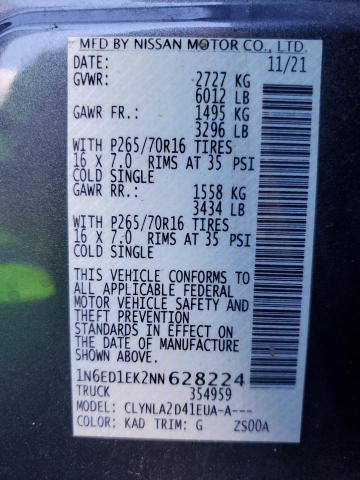 MFD BY NISSAN MOTOR CO., LTD.
DATE: 11/21
GVWR: 2727 KG
6012 LB
GAWR FR: 1495 KG
3296 LB
WITH P265/70R16 TIRES
16 X 7.0 RIMS AT 35 PSI
COLD SINGLE
GAWR RR: 1558 KG
3434 LB
WITH P265/70R16 TIRES
16 X 7.0 RIMS AT 35 PSI
COLD SINGLE
THIS VEHICLE CONFORMS TO
ALL APPLICABLE FEDERAL
MOTOR VEHICLE SAFETY AND
THEFT PREVENTION
STANDARDS IN EFFECT ON
THE DATE OF MANUFACTURE
SHOWN ABOVE.
1N6ED1EK2NN628224
TRUCK 354959
MODEL: CLYNLA2D41EUA-A---
COLOR: KAD TRIM: G ZS00A